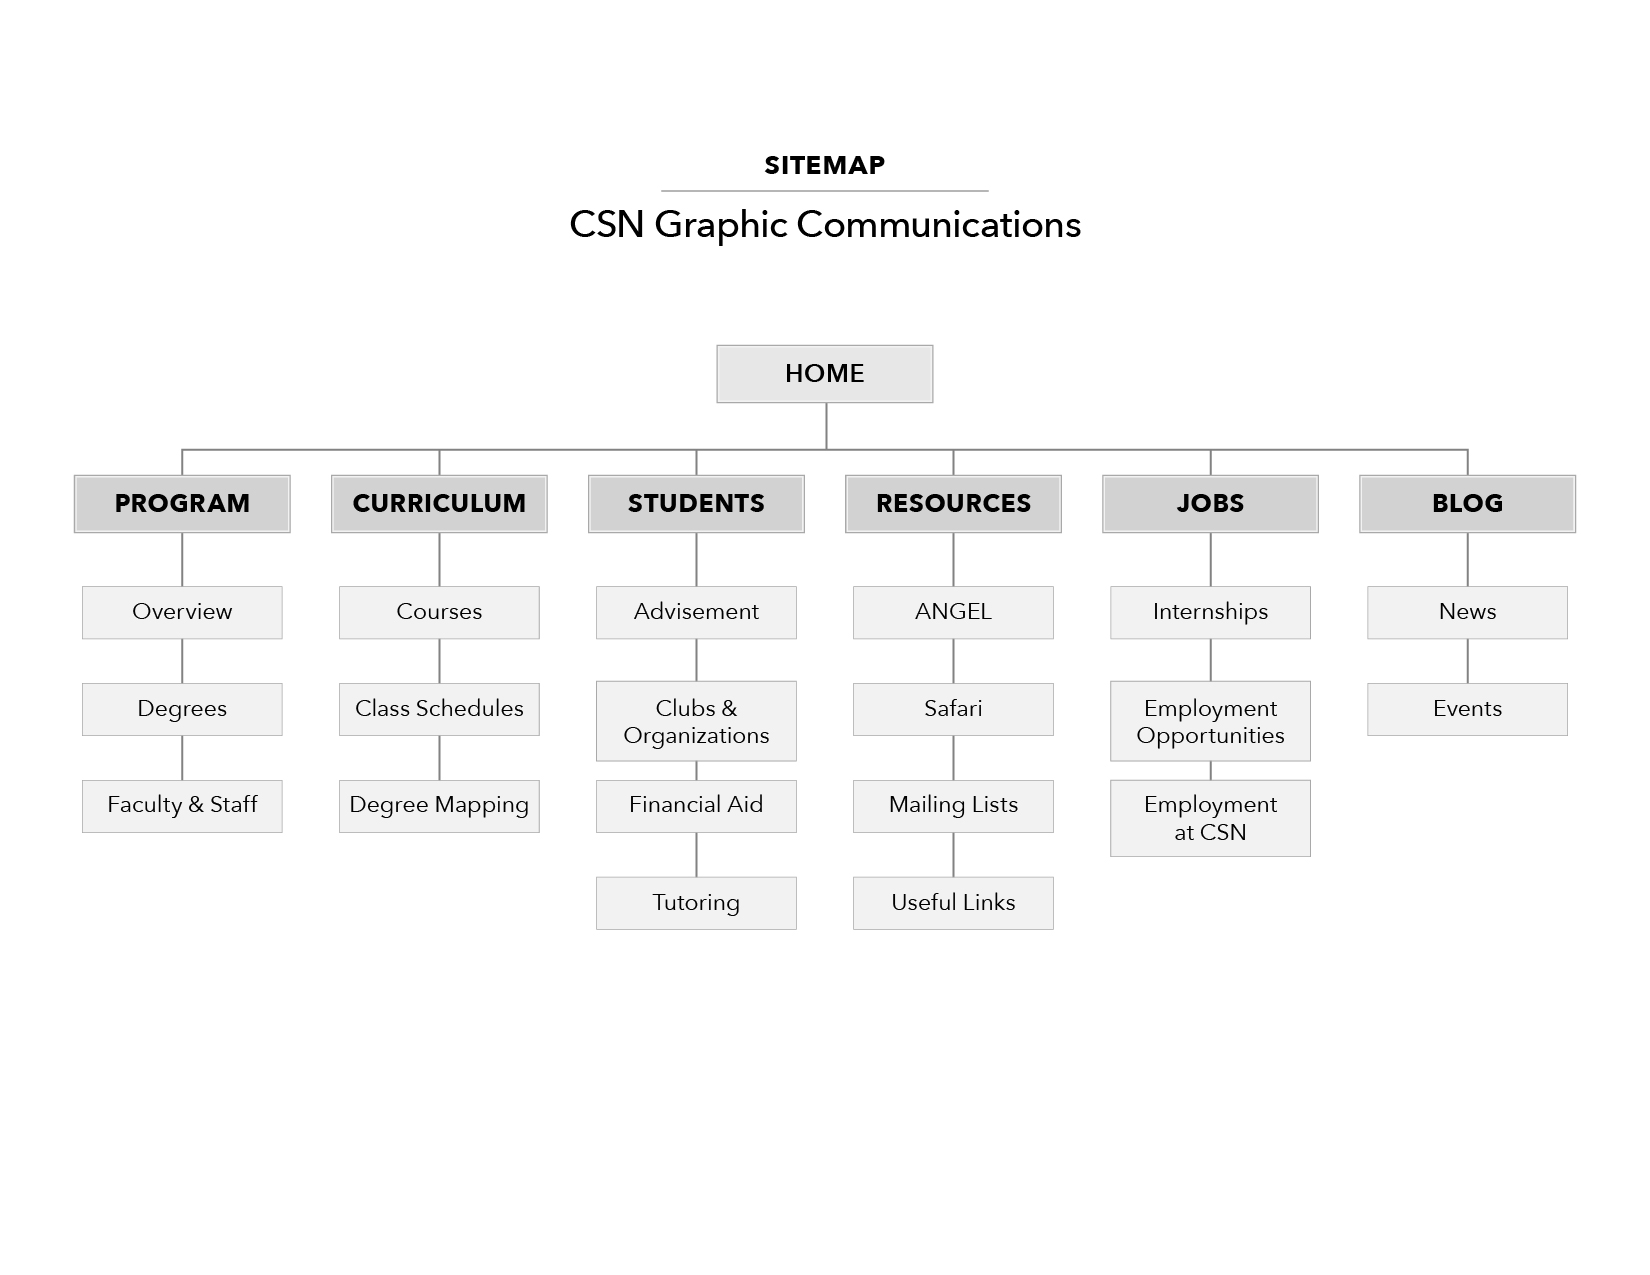 SITEMAP
CSN Graphic Communications
HOME
PROGRAM
CURRICULUM
STUDENTS
RESOURCES
JOBS
BLOG
Overview
Degrees
Faculty & Staff
Courses
Class Schedules
Degree Mapping
Advisement
Clubs &
Organizations
Financial Aid
Tutoring
ANGEL
Safari
Mailing Lists
Useful Links
Internships
Employment
Opportunities
Employment
at CSN
News
Events